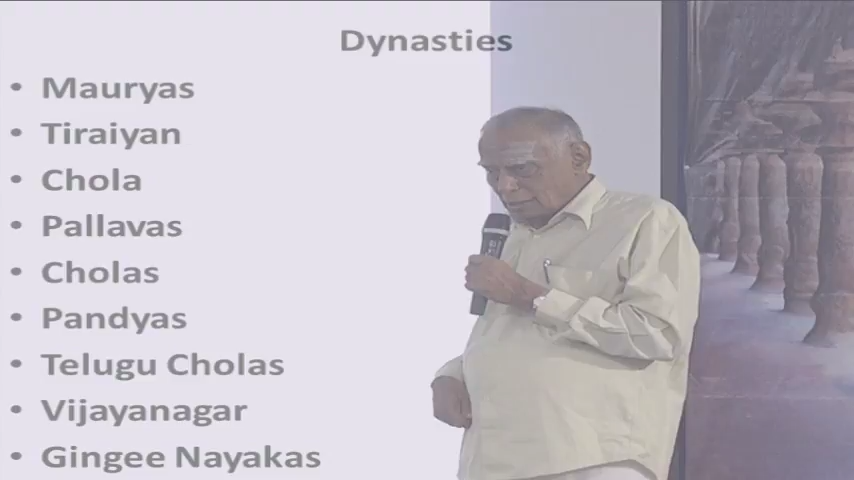 Dynasties
• Mauryas
• Tiraiyan
• Chola
• Pallavas
• Cholas
• Pandyas
• Telugu Cholas
• Vijayanagar
• Gingee Nayakas